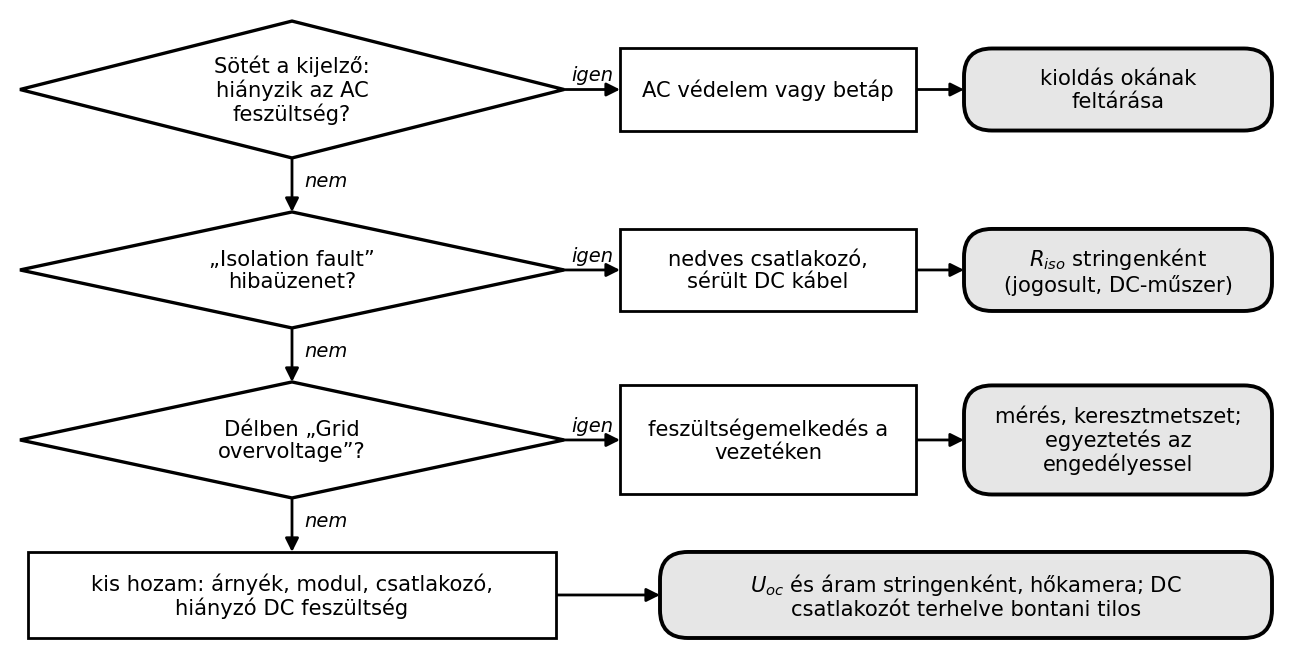 Sötét a kijelző:
hiányzik az AC
feszültség?
igen
AC védelem vagy betáp
kioldás okának
feltárása
nem
„Isolation fault”
hibaüzenet?
igen
nedves csatlakozó,
sérült DC kábel
R_iso stringenként
(jogosult, DC-műszer)
nem
Délben „Grid
overvoltage”?
igen
feszültségemelkedés a
vezetéken
mérés, keresztmetszet;
egyeztetés az
engedélyessel
nem
kis hozam: árnyék, modul, csatlakozó,
hiányzó DC feszültség
U_oc és áram stringenként, hőkamera; DC
csatlakozót terhelve bontani tilos